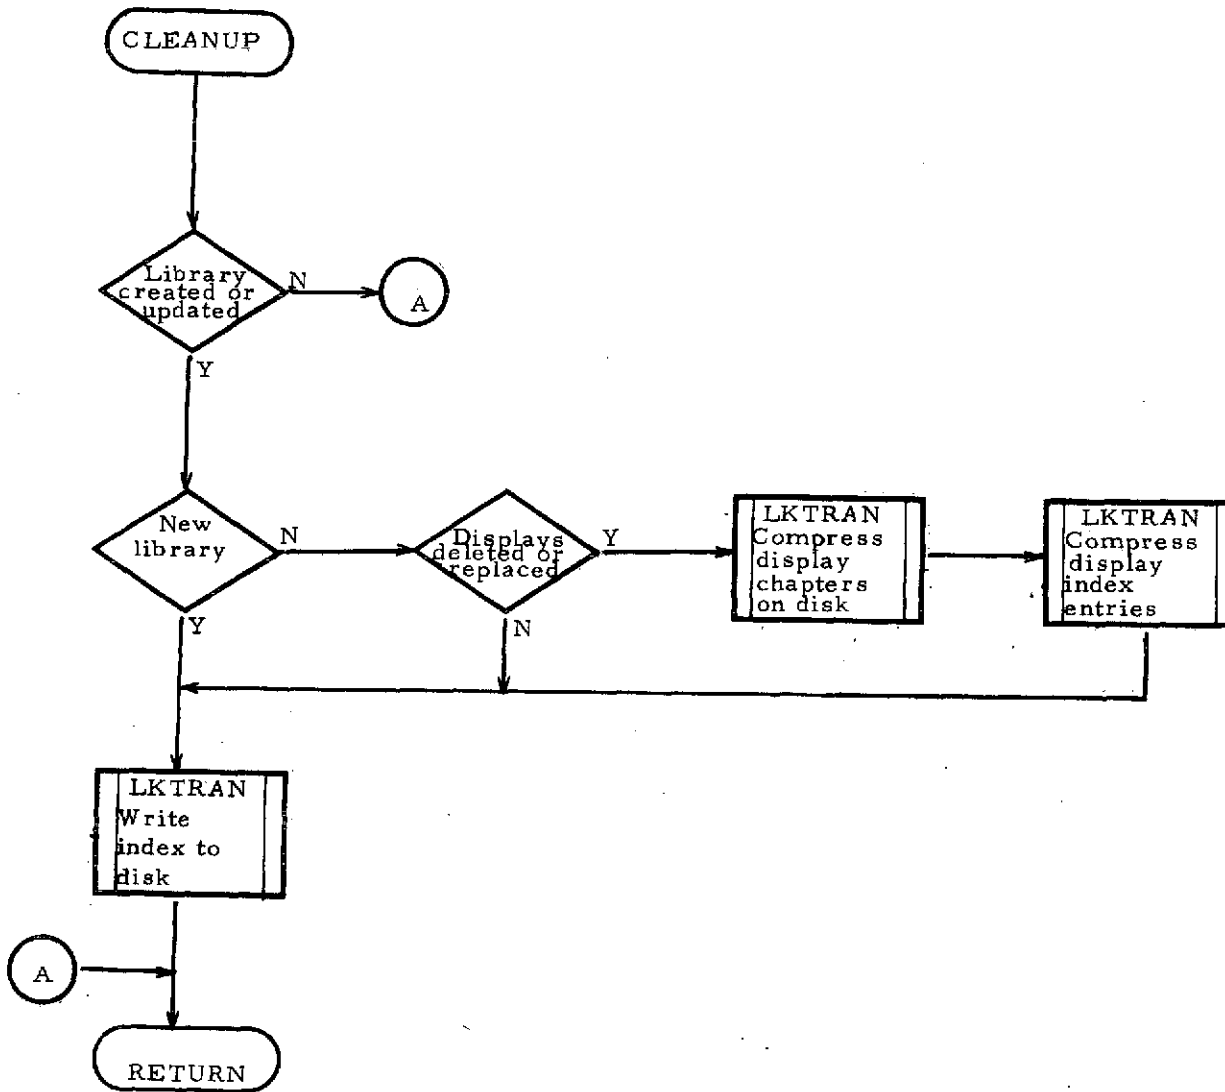 CLEANUP
Library
created or
updated
N
A
Y
New
library
N
Displays
deleted or
replaced
Y
LKTRAN
Compress
display
chapters
on disk
LKTRAN
Compress
display
index
entries
Y
N
LKTRAN
Write
index to
disk
A
RETURN